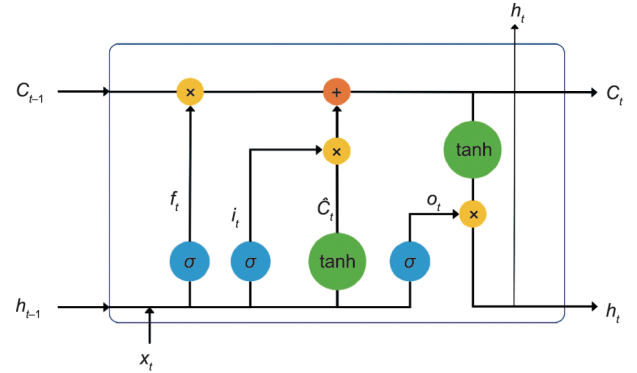 h_t
C_{t–1}
×
+
C_t
tanh
×
f_t
i_t
Ĉ_t
o_t
×
σ
σ
tanh
σ
h_{t–1}
h_t
x_t